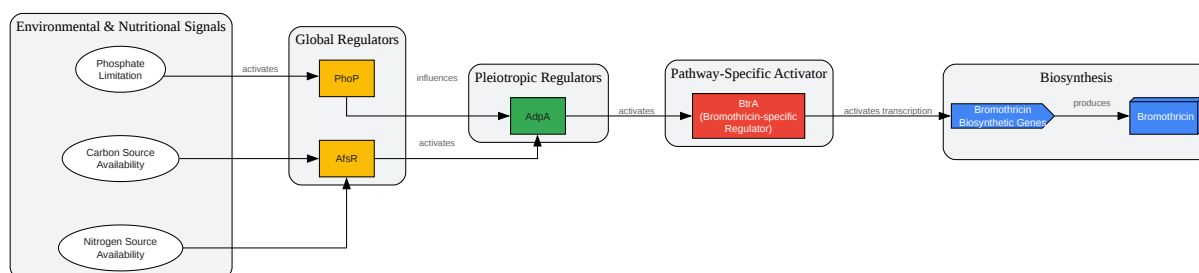 Environmental & Nutritional Signals
Phosphate
Limitation
activates
Carbon Source
Availability
Nitrogen Source
Availability
Global Regulators
PhoP
AfsR
influences
activates
Pleiotropic Regulators
AdpA
activates
Pathway-Specific Activator
BtrA
(Bromothricin-specific
Regulator)
activates transcription
Biosynthesis
Bromothricin
Biosynthetic Genes
produces
Bromothricin